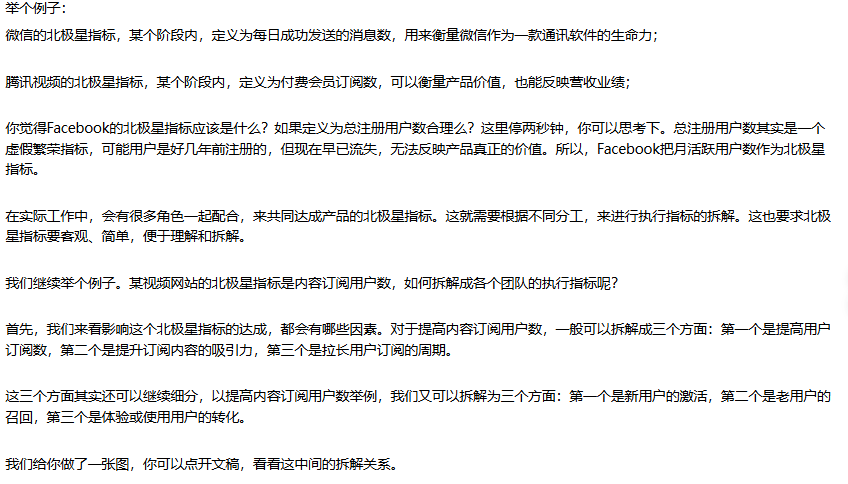 举个例子：
微信的北极星指标，某个阶段内，定义为每日成功发送的消息数，用来衡量微信作为一款通讯软件的生命力；
腾讯视频的北极星指标，某个阶段内，定义为付费会员订阅数，可以衡量产品价值，也能反映营收业绩；
你觉得Facebook的北极星指标应该是什么？如果定义为总注册用户数合理么？这里停两秒钟，你可以思考下。总注册用户数其实是一个
虚假繁荣指标，可能用户是好几年前注册的，但现在早已流失，无法反映产品真正的价值。所以，Facebook把月活跃用户数作为北极星
指标。
在实际工作中，会有很多角色一起配合，来共同达成产品的北极星指标。这就需要根据不同分工，来进行执行指标的拆解。这也要求北极
星指标要客观、简单，便于理解和拆解。
我们继续举个例子。某视频网站的北极星指标是内容订阅用户数，如何拆解成各个团队的执行指标呢？
首先，我们来看影响这个北极星指标的达成，都会有哪些因素。对于提高内容订阅用户数，一般可以拆解成三个方面：第一个是提高用户
订阅数，第二个是提升订阅内容的吸引力，第三个是拉长用户订阅的周期。
这三个方面其实还可以继续细分，以提高内容订阅用户数举例，我们又可以拆解为三个方面：第一个是新用户的激活，第二个是老用户的
召回，第三个是体验或使用用户的转化。
我们给你做了一张图，你可以点开文稿，看看这中间的拆解关系。